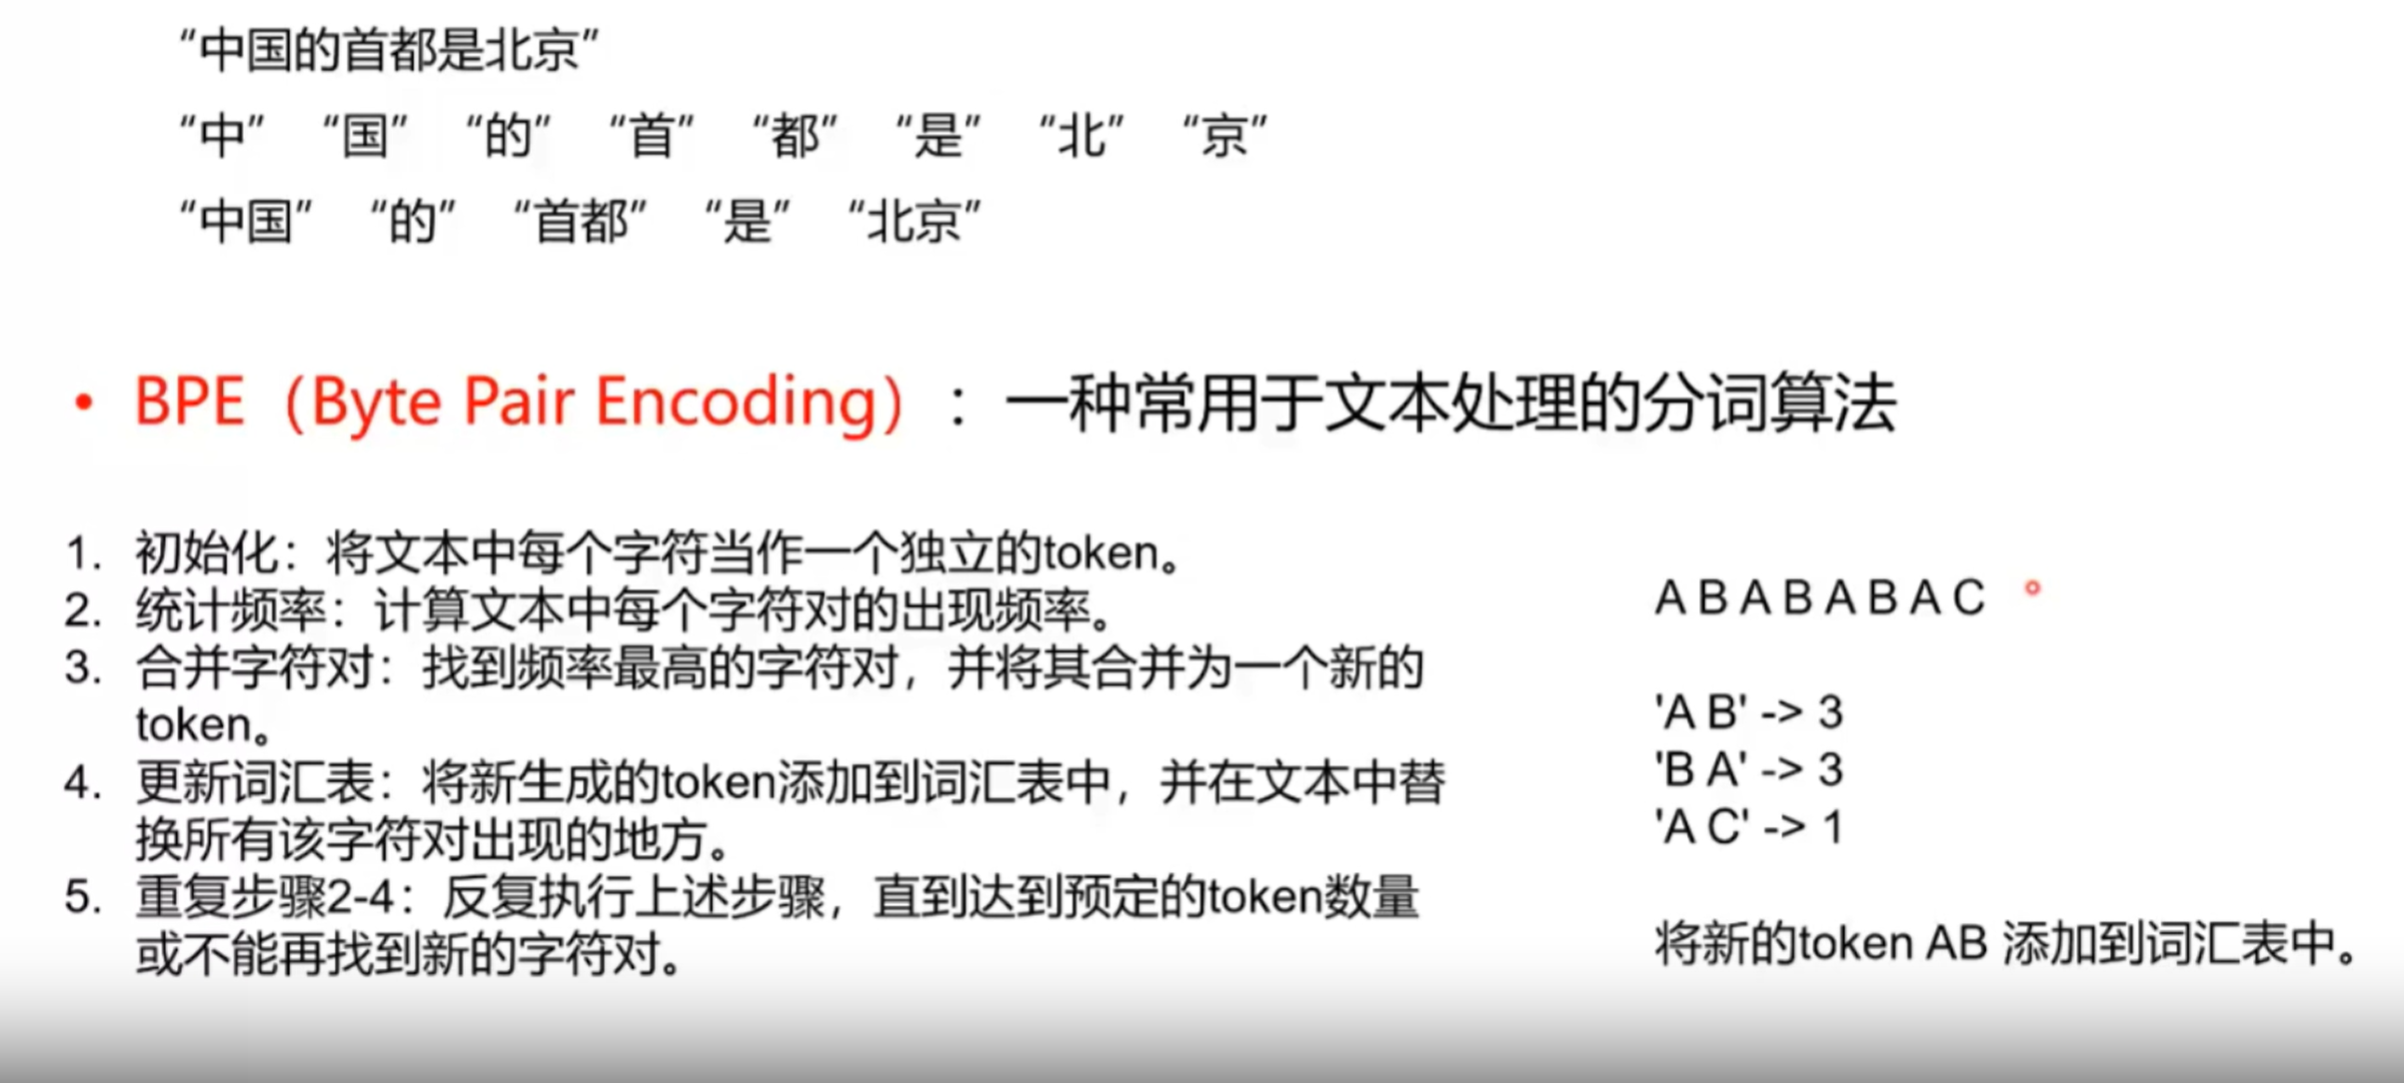 “中国的首都是北京”
“中” “国” “的” “首” “都” “是” “北” “京”
“中国” “的” “首都” “是” “北京”
• BPE（Byte Pair Encoding）：一种常用于文本处理的分词算法
1. 初始化：将文本中每个字符当作一个独立的token。
2. 统计频率：计算文本中每个字符对的出现频率。
3. 合并字符对：找到频率最高的字符对，并将其合并为一个新的
token。
4. 更新词汇表：将新生成的token添加到词汇表中，并在文本中替
换所有该字符对出现的地方。
5. 重复步骤2-4：反复执行上述步骤，直到达到预定的token数量
或不能再找到新的字符对。
A B A B A B A C
'A B' -> 3
'B A' -> 3
'A C' -> 1
将新的token AB 添加到词汇表中。